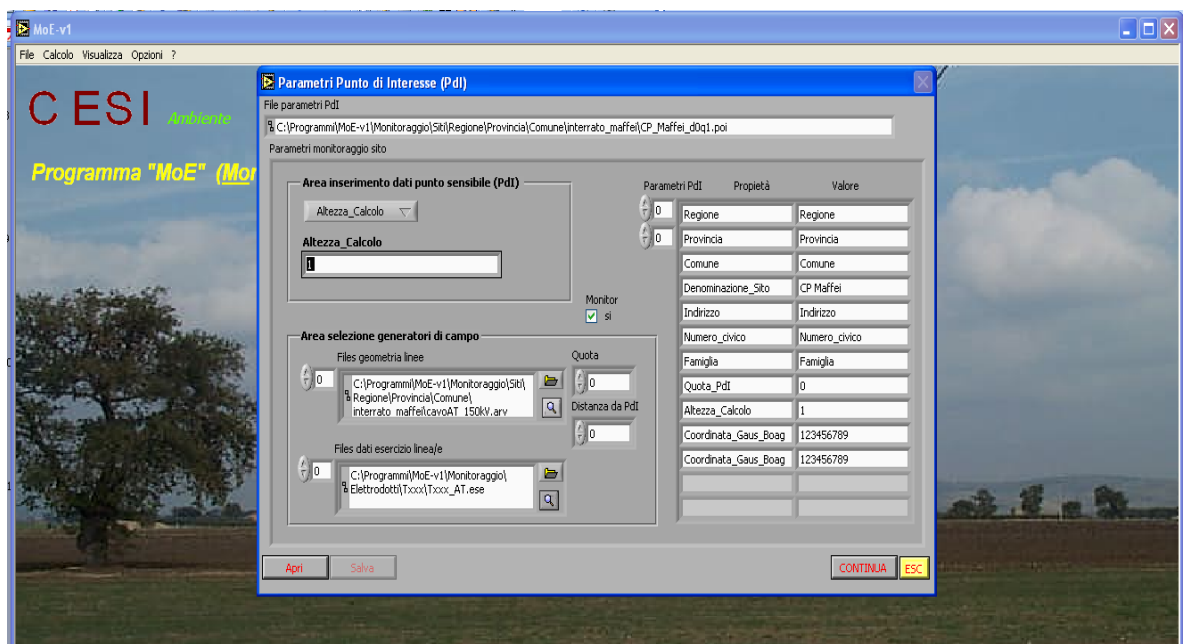 MoE-v1
File Calcolo Visualizza Opzioni ?
CESI Ambiente
Programma "MoE" (Mor
Parametri Punto di Interesse (PdI)
File parametri PdI
C:\Programmi\MoE-v1\Monitoraggio\Siti\Regione\Provincia\Comune\interrato_maffei\CP_Maffei_d0q1.poi
Parametri monitoraggio sito
Area inserimento dati punto sensibile (PdI)
Altezza_Calcolo
Altezza_Calcolo
1
Monitor
si
Area selezione generatori di campo
Files geometria linee
0
C:\Programmi\MoE-v1\Monitoraggio\Siti\
Regione\Provincia\Comune\
interrato_maffei\cavoAT_150kV.arv
Quota
0
Distanza da PdI
0
Files dati esercizio linea/e
0
C:\Programmi\MoE-v1\Monitoraggio\
Elettrodotti\Txxx\Txxx_AT.ese
Parametri PdI Propietà Valore
0 Regione Regione
0 Provincia Provincia
Comune Comune
Denominazione_Sito CP Maffei
Indirizzo Indirizzo
Numero_civico Numero_civico
Famiglia Famiglia
Quota_PdI 0
Altezza_Calcolo 1
Coordinata_Gaus_Boag 123456789
Coordinata_Gaus_Boag 123456789
Apri Salva CONTINUA ESC